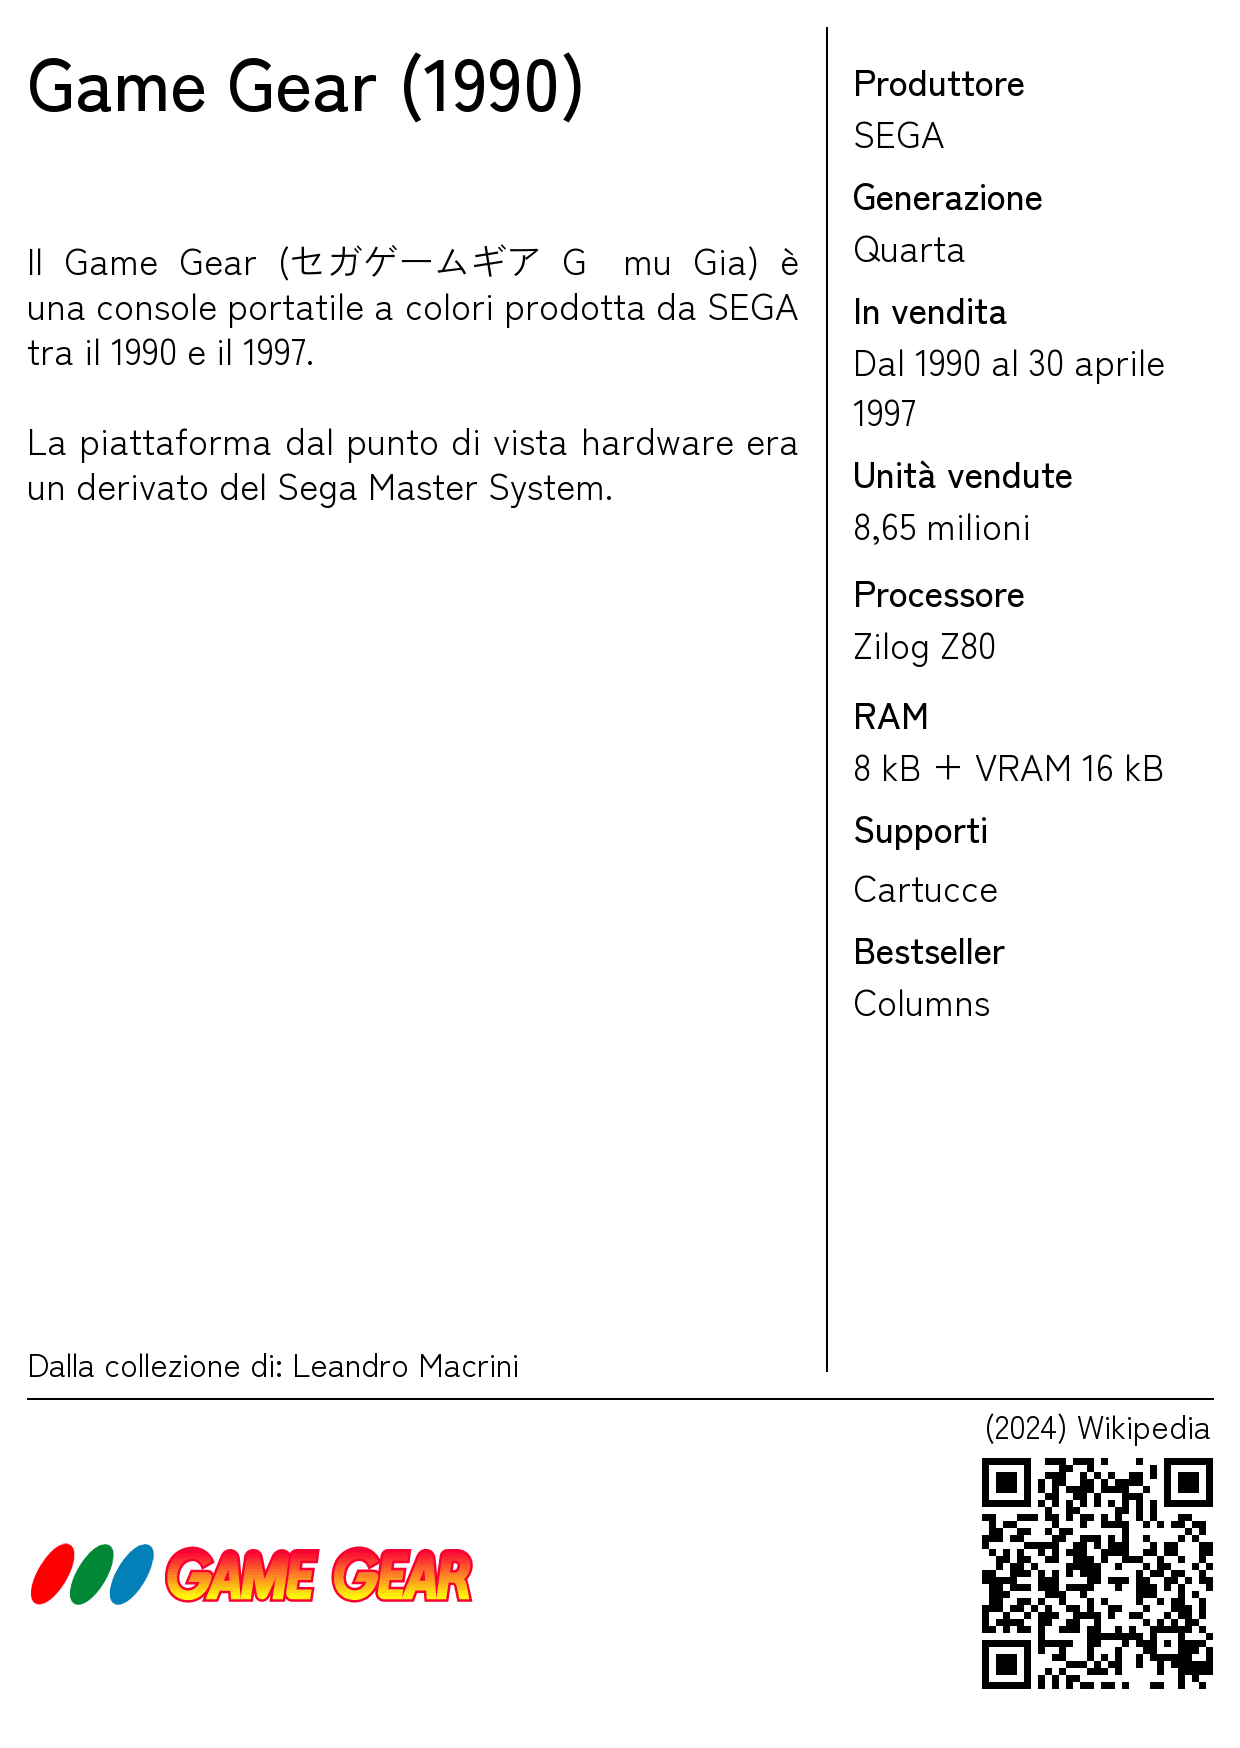 Game Gear (1990)
Il Game Gear (セガゲームギア G mu Gia) è
una console portatile a colori prodotta da SEGA
tra il 1990 e il 1997.
La piattaforma dal punto di vista hardware era
un derivato del Sega Master System.
Dalla collezione di: Leandro Macrini
Produttore
SEGA
Generazione
Quarta
In vendita
Dal 1990 al 30 aprile
1997
Unità vendute
8,65 milioni
Processore
Zilog Z80
RAM
8 kB + VRAM 16 kB
Supporti
Cartucce
Bestseller
Columns
(2024) Wikipedia
GAME GEAR